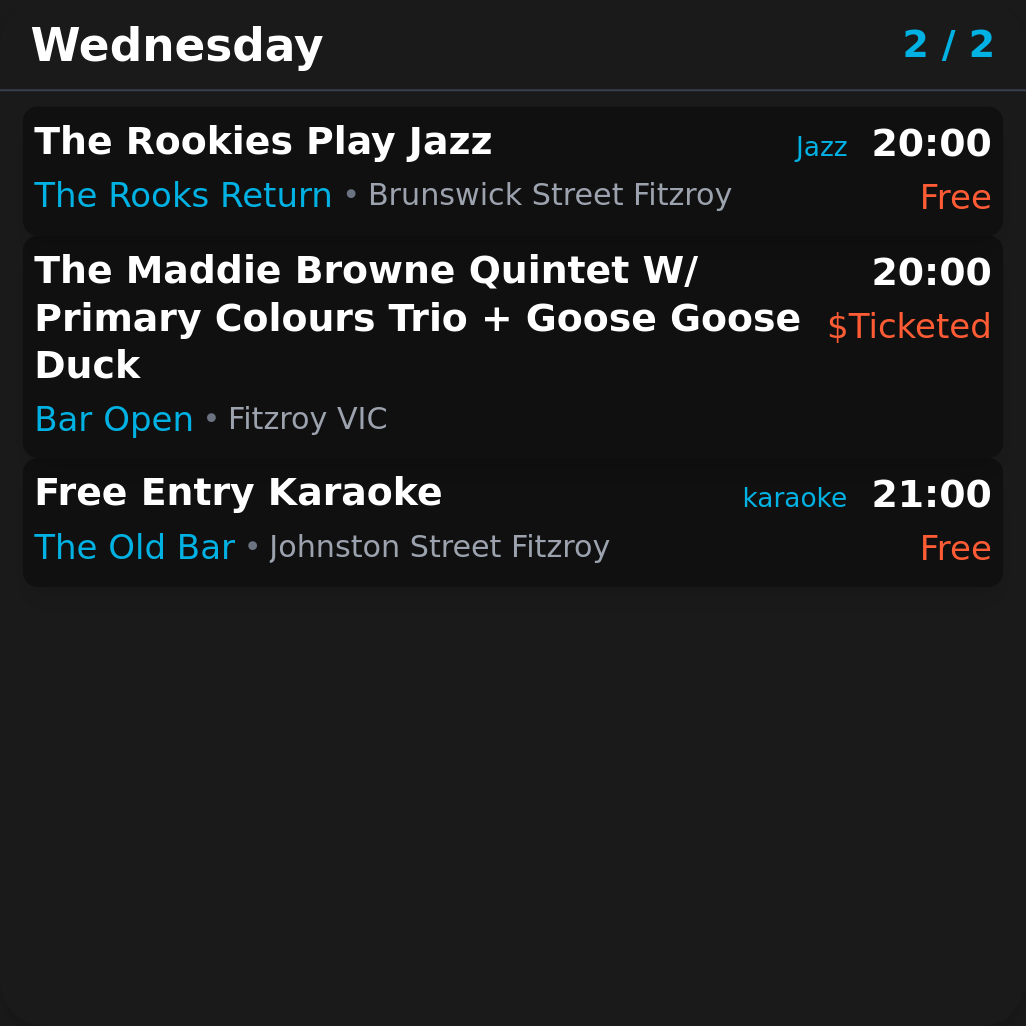 Wednesday 2 / 2
The Rookies Play Jazz Jazz 20:00
The Rooks Return • Brunswick Street Fitzroy Free
The Maddie Browne Quintet W/ 20:00
Primary Colours Trio + Goose Goose $Ticketed
Duck
Bar Open • Fitzroy VIC
Free Entry Karaoke karaoke 21:00
The Old Bar • Johnston Street Fitzroy Free